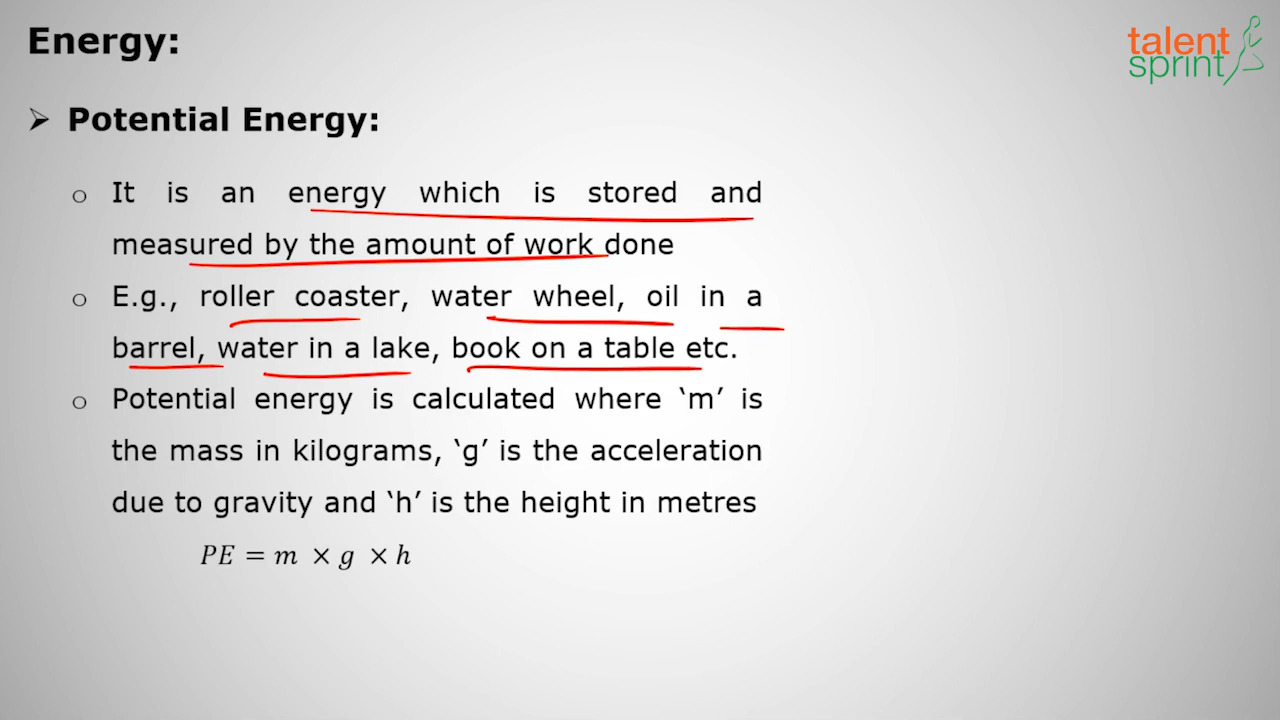 Energy:
talent
sprint
➢ Potential Energy:
o It is an energy which is stored and
measured by the amount of work done
o E.g., roller coaster, water wheel, oil in a
barrel, water in a lake, book on a table etc.
o Potential energy is calculated where ‘m’ is
the mass in kilograms, ‘g’ is the acceleration
due to gravity and ‘h’ is the height in metres
PE = m × g × h